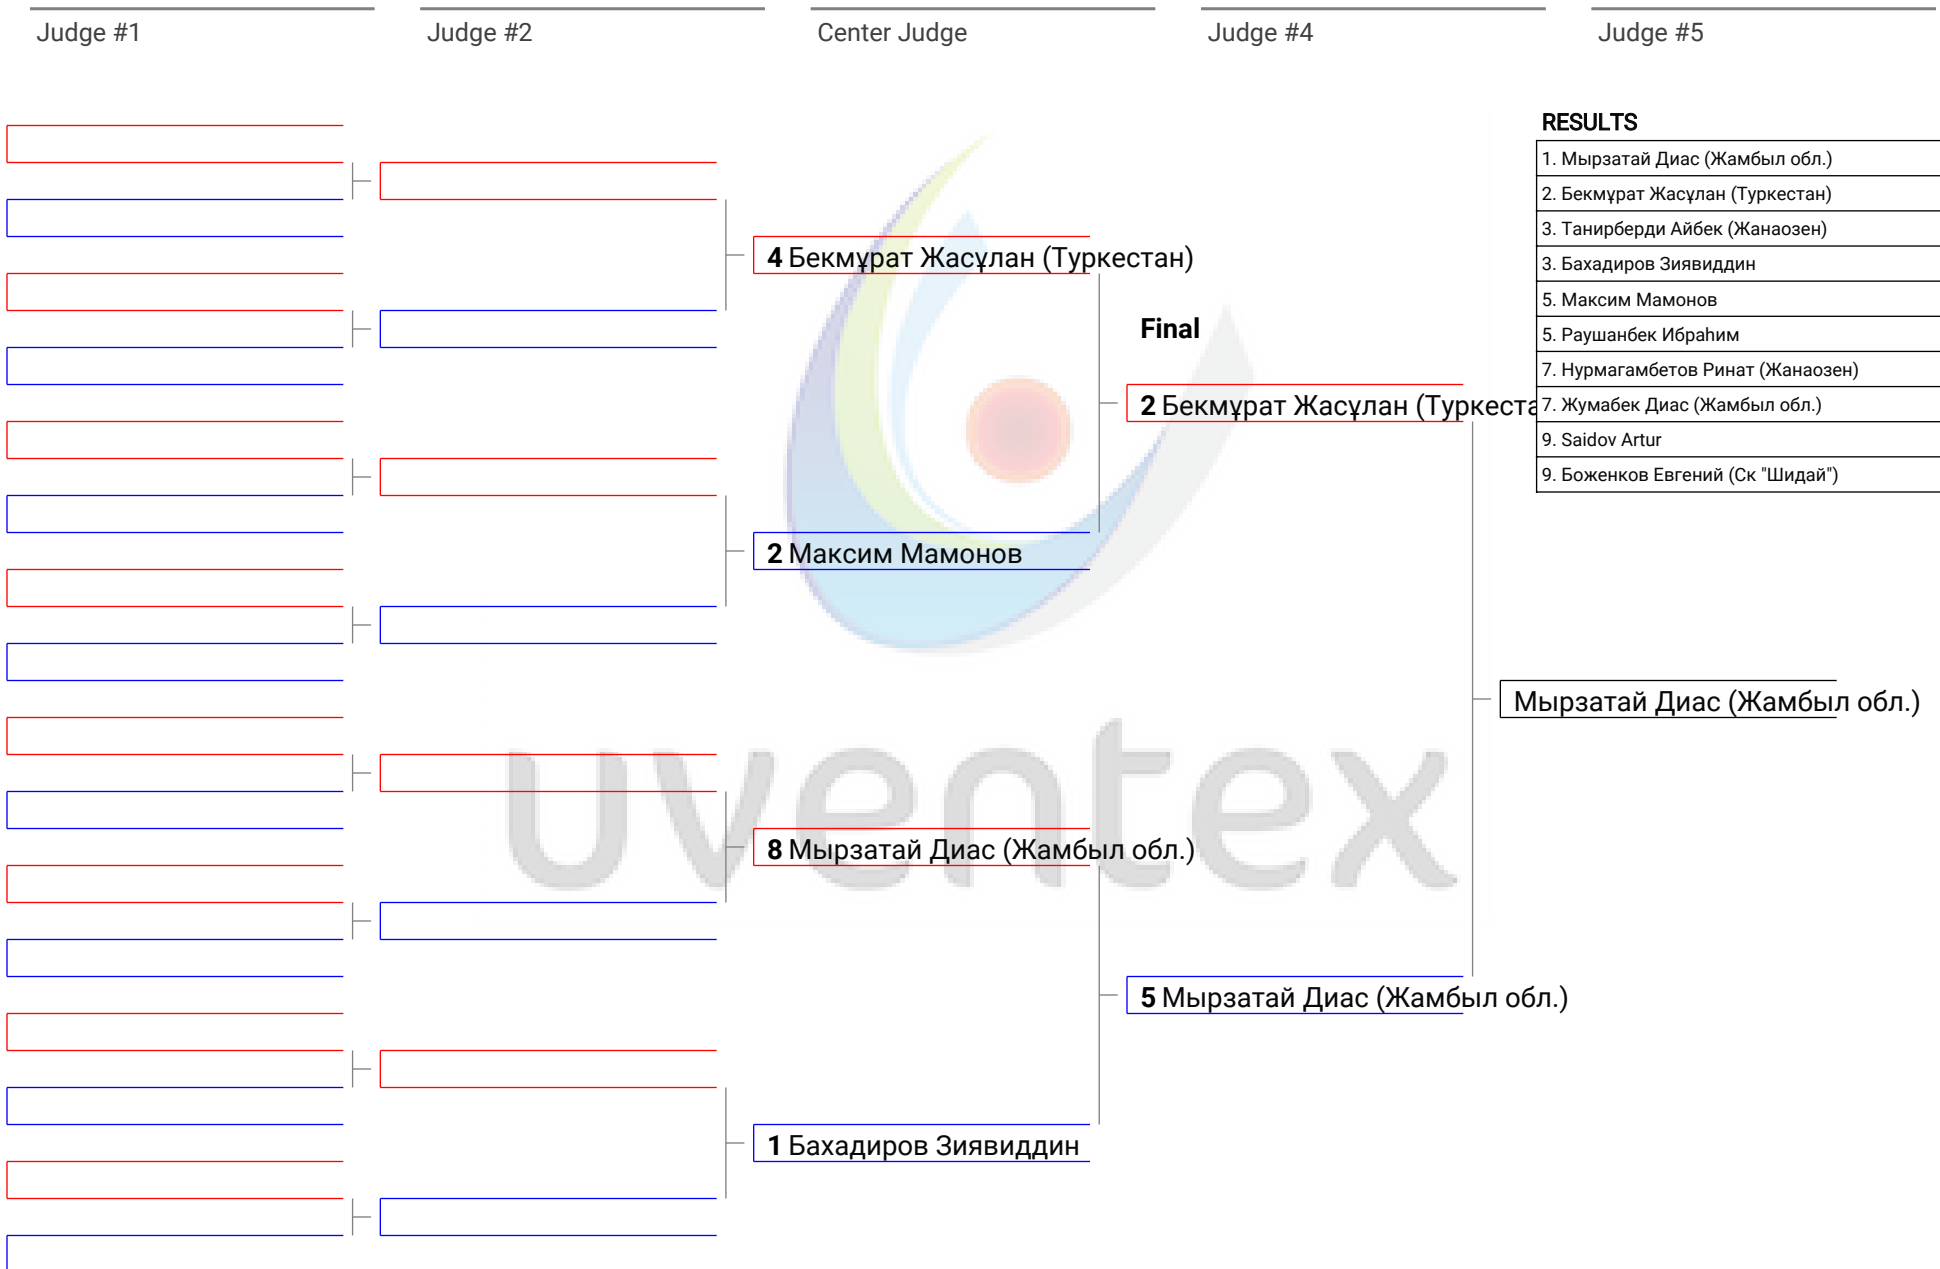 Judge #1
Judge #2
Center Judge
Judge #4
Judge #5
RESULTS
1. Мырзатай Диас (Жамбыл обл.)
2. Бекмұрат Жасұлан (Туркестан)
3. Танирберди Айбек (Жанаозен)
3. Бахадиров Зиявиддин
5. Максим Мамонов
5. Раушанбек Ибраһим
7. Нурмагамбетов Ринат (Жанаозен)
7. Жумабек Диас (Жамбыл обл.)
9. Saidov Artur
9. Боженков Евгений (Ск "Шидай")
4 Бекмұрат Жасұлан (Туркестан)
Final
2 Бекмұрат Жасұлан (Туркеста
2 Максим Мамонов
Мырзатай Диас (Жамбыл обл.)
uventex
8 Мырзатай Диас (Жамбыл обл.)
5 Мырзатай Диас (Жамбыл обл.)
1 Бахадиров Зиявиддин